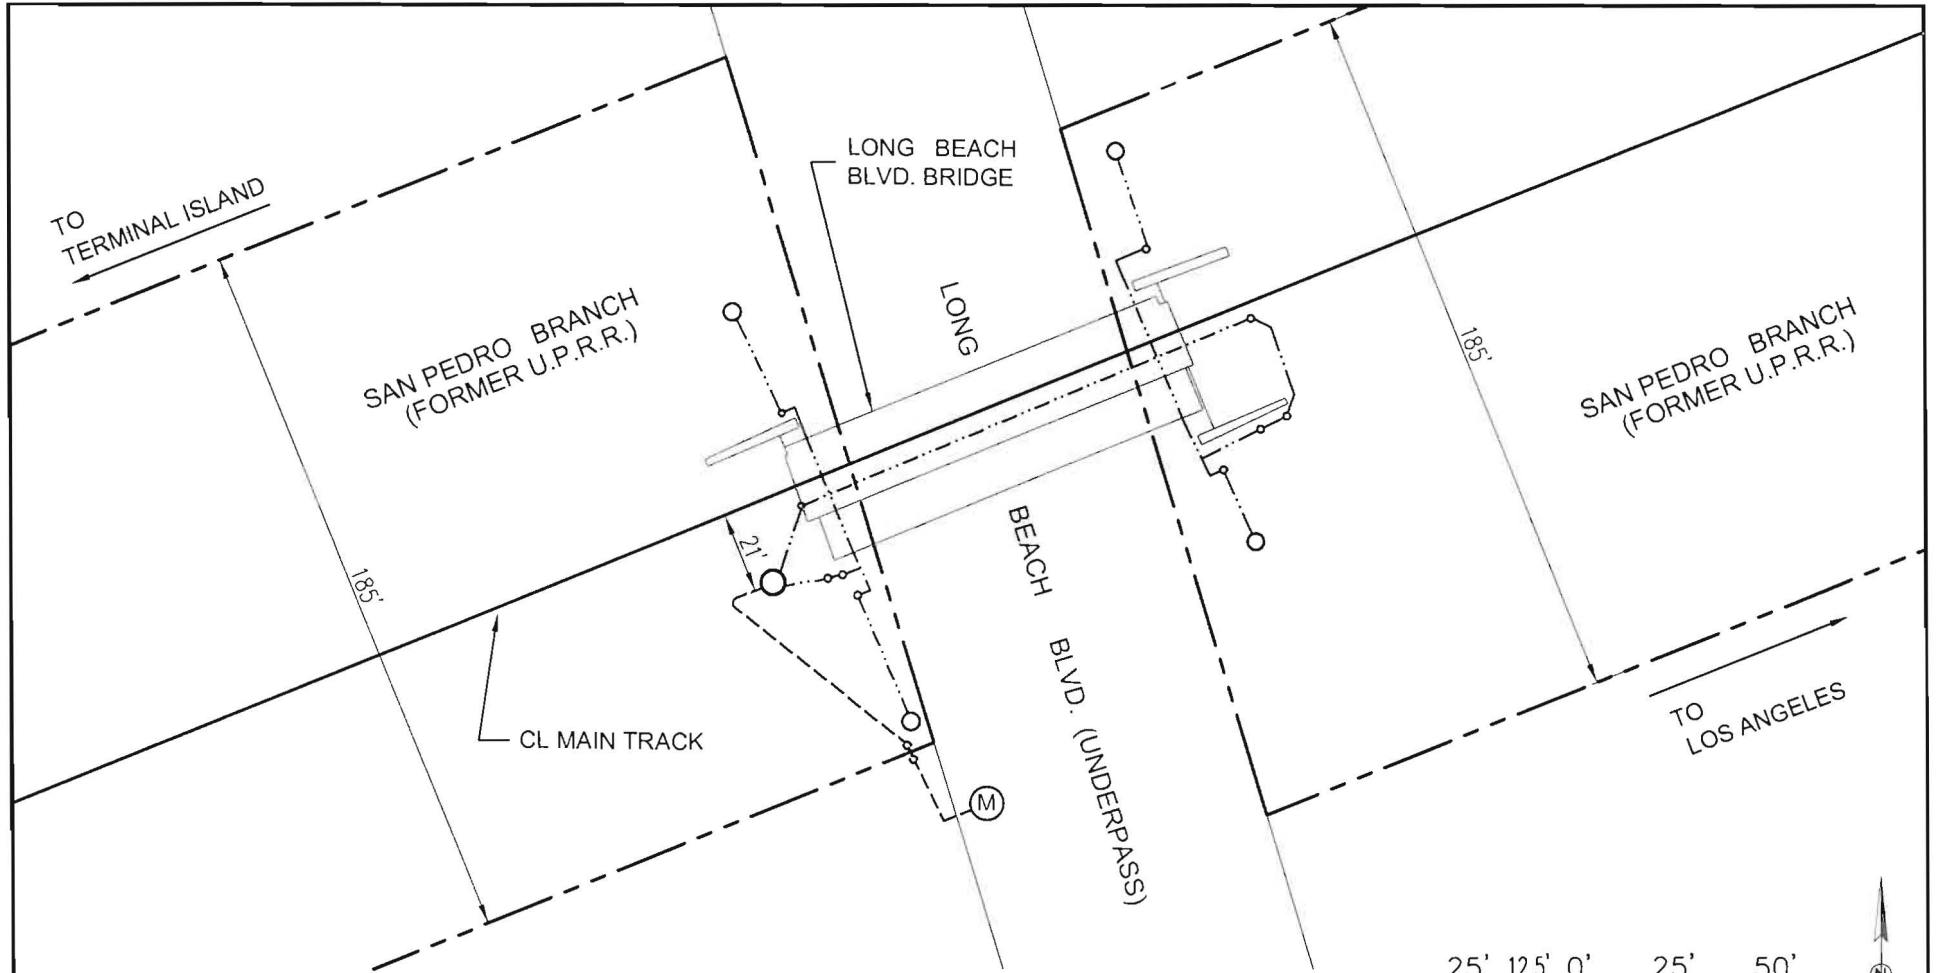 TO
TERMINAL ISLAND
LONG BEACH
BLVD. BRIDGE
SAN PEDRO BRANCH
(FORMER U.P.R.R.)
LONG
185'
SAN PEDRO BRANCH
(FORMER U.P.R.R.)
21'
185'
BEACH
BLVD. (UNDERPASS)
CL MAIN TRACK
M
TO
LOS ANGELES
25' 12.5' 0' 25' 50'
N